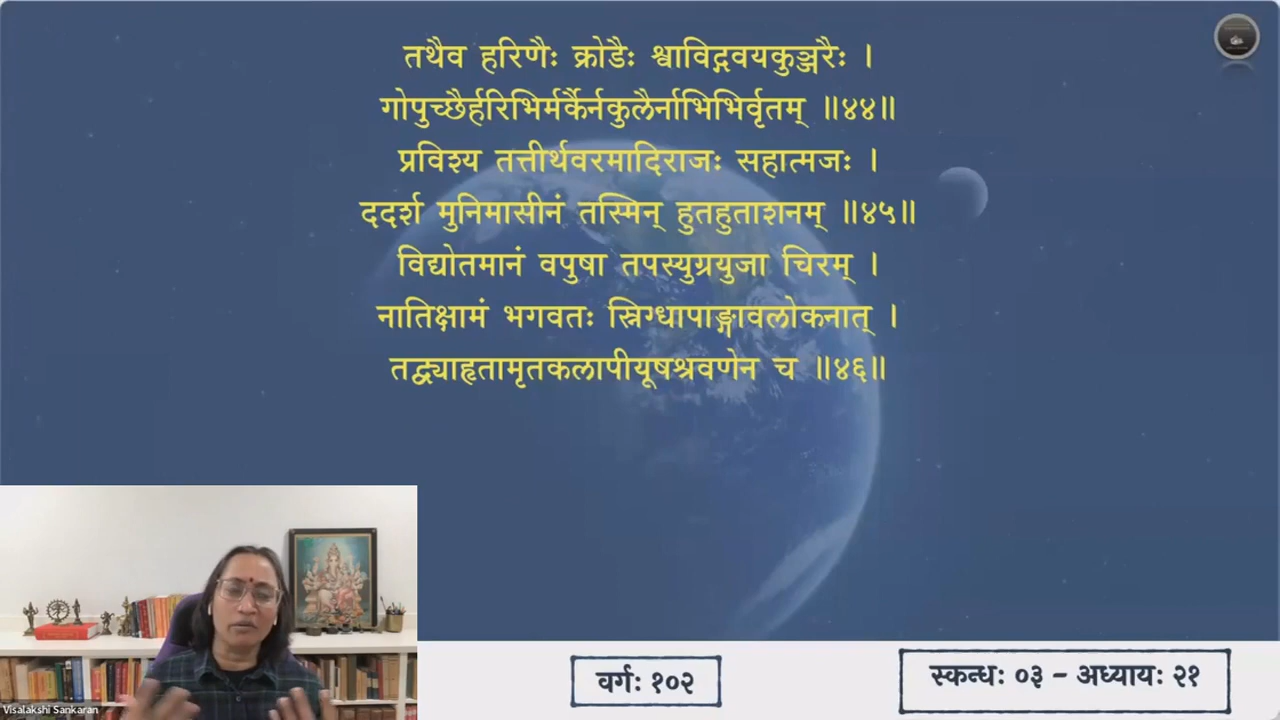 तथैव हरिणैः क्रोडैः श्वाविद्गवयकुञ्जरैः ।
गोपुच्छैर्हरिभिर्मर्कैर्नकुलैर्नाभिभिर्वृतम् ॥४४॥
प्रविश्य तत्तीर्थवरमादिराजः सहात्मजः ।
ददर्श मुनिमासीनं तस्मिन् हुतहुताशनम् ॥४५॥
विद्योतमानं वपुषा तपस्युग्रयुजा चिरम् ।
नातिक्षामं भगवतः स्निग्धापाङ्गावलोकनात् ।
तद्व्याहृतामृतकलापीयूषश्रवणेन च ॥४६॥
Visalakshi Sankaran
वर्गः १०२
स्कन्धः ०३ - अध्यायः २१